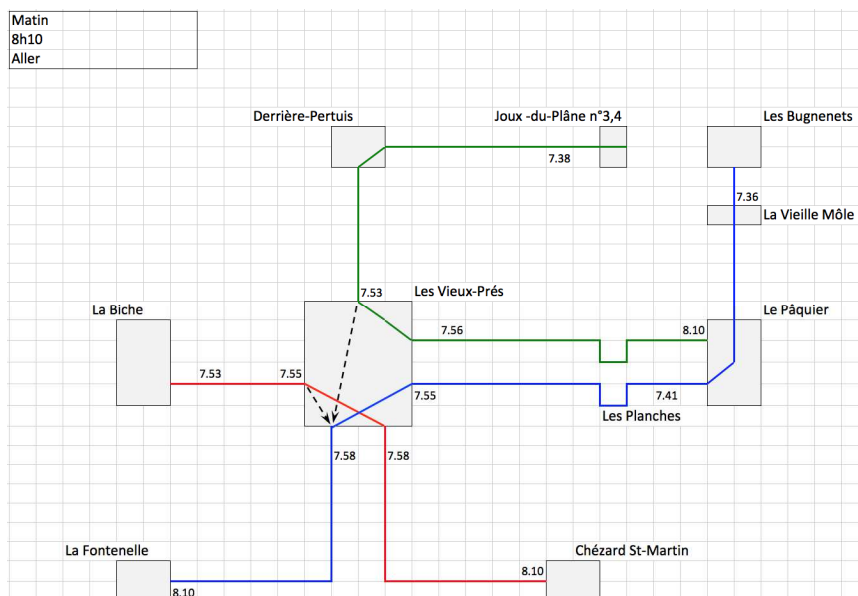 Matin
8h10
Aller
Derrière-Pertuis
Joux -du-Plâne n°3,4
Les Bugnenets
7.38
7.36
La Vieille Môle
7.53
Les Vieux-Prés
La Biche
Le Pâquier
7.56
8.10
7.53
7.55
7.55
7.41
Les Planches
7.58
7.58
La Fontenelle
Chézard St-Martin
8.10
8.10